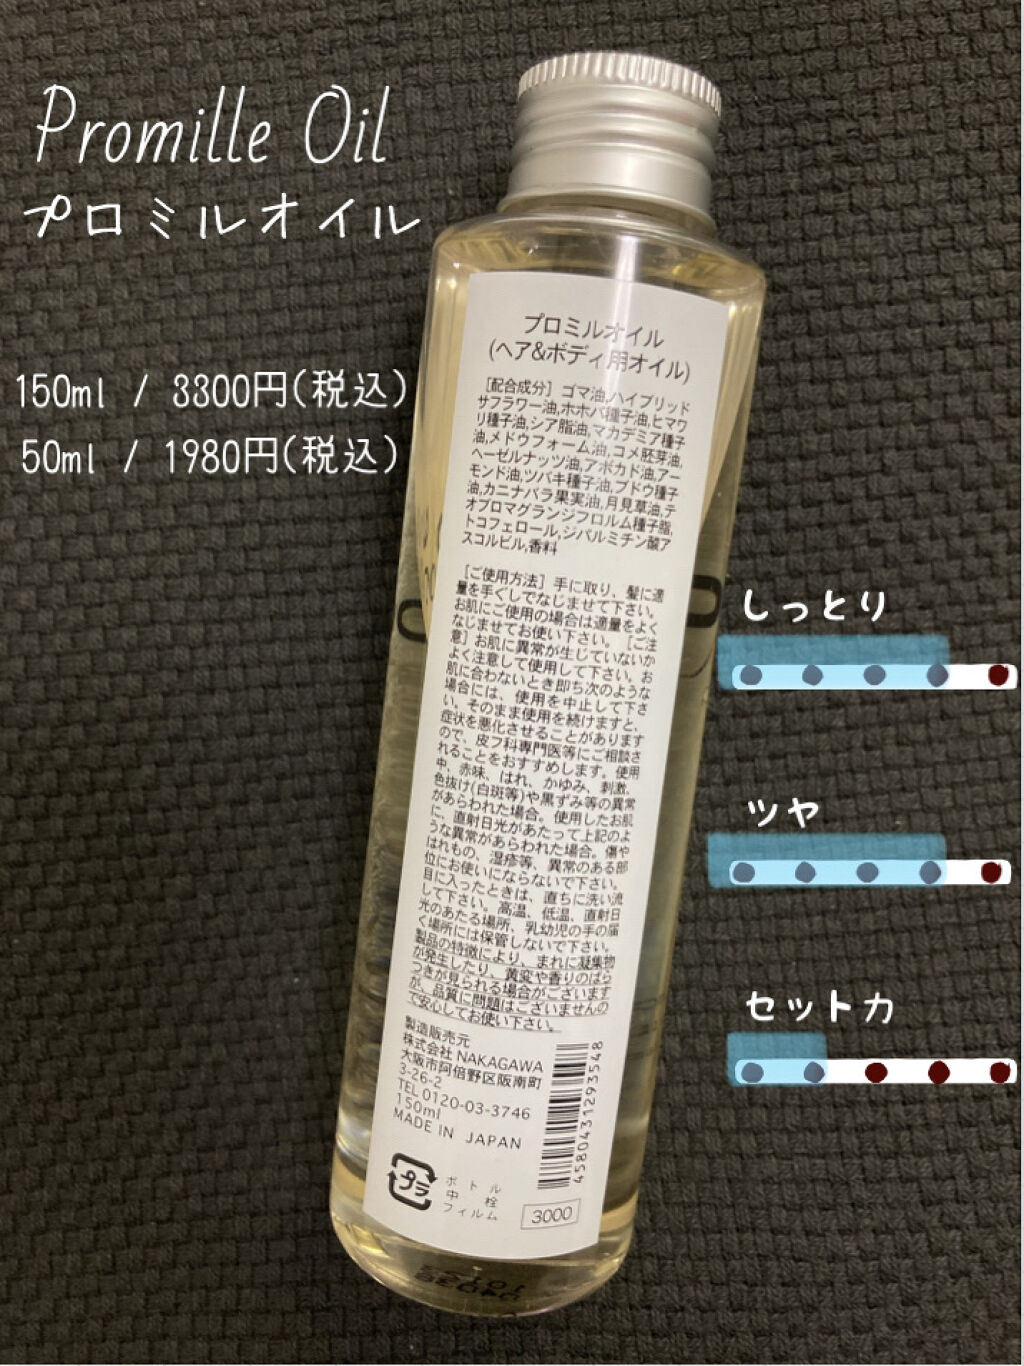 Promille Oil
プロミルオイル
150ml / 3300円(税込)
50ml / 1980円(税込)
プロミルオイル
(ヘア&ボディ用オイル)
[配合成分] ゴマ油,ハイブリッド
サフラワー油,ホホバ種子油,ヒマワ
リ種子油,シア脂油,マカデミア種子
油,メドウフォーム油,コメ胚芽油,
ヘーゼルナッツ油,アボカド油,アー
モンド油,ツバキ種子油,ブドウ種子
油,カニナバラ果実油,月見草油,テ
オブロマグランジフロルム種子脂,
トコフェロール,ジパルミチン酸ア
スコルビル,香料
[ご使用方法] 手に取り、髪に適
量を手ぐしでなじませて下さい。
お肌にご使用の場合は適量をよく
なじませてお使い下さい。 [ご注
意] お肌に異常が生じていないか
よく注意して使用して下さい。お
肌に合わないとき即ち次のような
場合には、使用を中止して下さ
い。そのまま使用を続けますと、
症状を悪化させることがあります
ので、皮フ科専門医等にご相談さ
れることをおすすめします。使用
中、赤味、はれ、かゆみ、刺激、
色抜け(白斑等)や黒ずみ等の異常
があらわれた場合。使用したお肌
に、直射日光があたって上記のよ
うな異常があらわれた場合。傷や
はれもの、湿疹等、異常のある部
位にお使いにならないで下さい。
目に入ったときは、直ちに洗い流
して下さい。高温、低温、直射日
光のあたる場所、乳幼児の手の届
く場所には保管しないで下さい。
製品の特徴により、まれに凝集物
が発生したり、黄変や香りのばら
つきが見られる場合がございます
が、品質に問題はございませんの
で安心してお使い下さい。
製造販売元
株式会社 NAKAGAWA
大阪市阿倍野区阪南町
3-26-2
TEL 0120-03-3746
150ml
MADE IN JAPAN
4580431293548
プラ
ボトル
中栓
フィルム
3000
しっとり
ツヤ
セット力